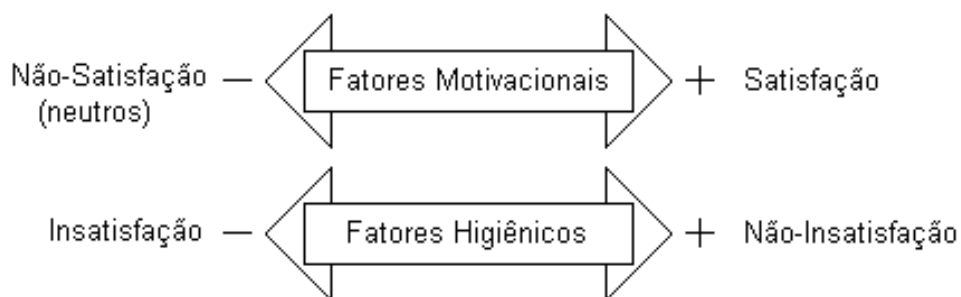 Não-Satisfação — Fatores Motivacionais + Satisfação
(neutros)
Insatisfação — Fatores Higiênicos + Não-Insatisfação